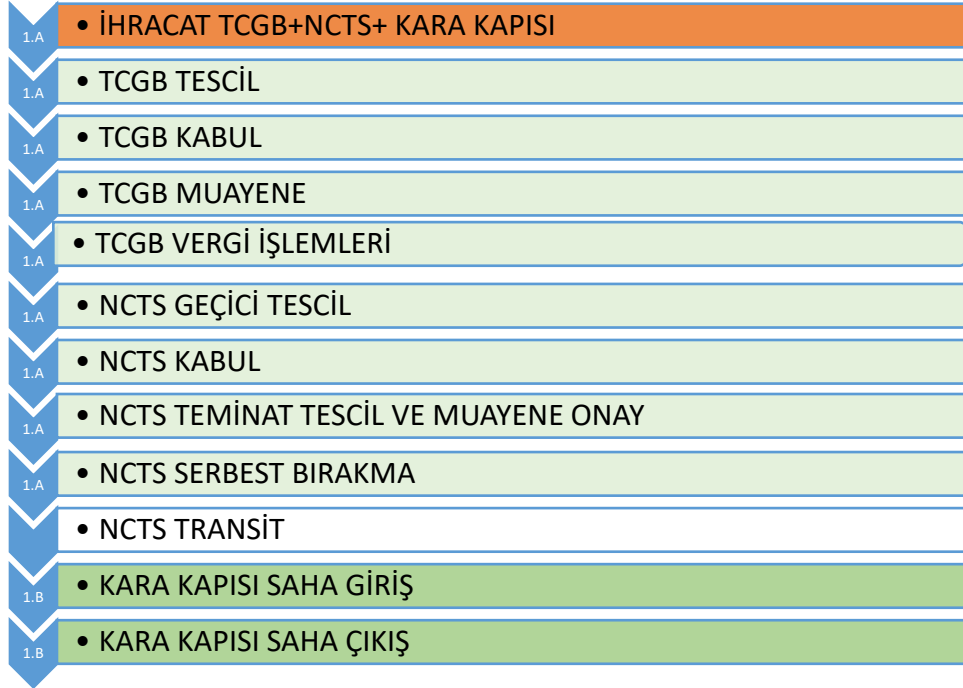 1.A • İHRACAT TCGB+NCTS+ KARA KAPISI
1.A • TCGB TESCİL
1.A • TCGB KABUL
1.A • TCGB MUAYENE
1.A • TCGB VERGİ İŞLEMLERİ
1.A • NCTS GEÇİCİ TESCİL
1.A • NCTS KABUL
1.A • NCTS TEMİNAT TESCİL VE MUAYENE ONAY
1.A • NCTS SERBEST BIRAKMA
• NCTS TRANSİT
1.B • KARA KAPISI SAHA GİRİŞ
1.B • KARA KAPISI SAHA ÇIKIŞ